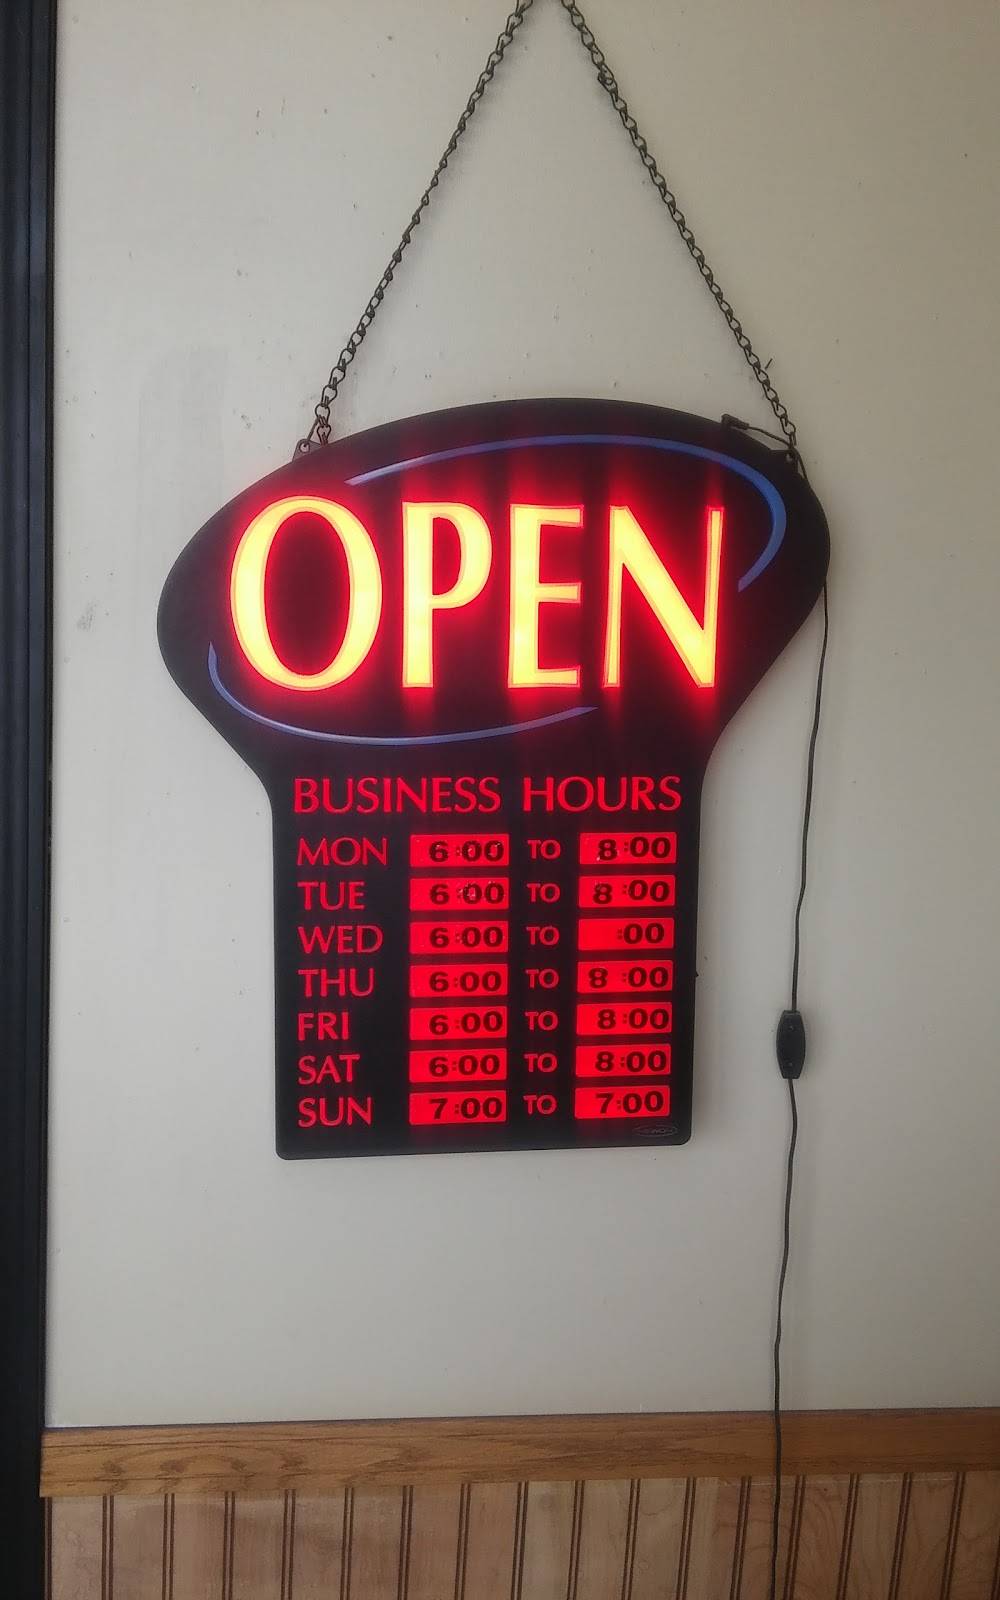 OPEN
BUSINESS HOURS
MON 6:00 TO 8:00
TUE 6:00 TO 8:00
WED 6:00 TO :00
THU 6:00 TO 8:00
FRI 6:00 TO 8:00
SAT 6:00 TO 8:00
SUN 7:00 TO 7:00